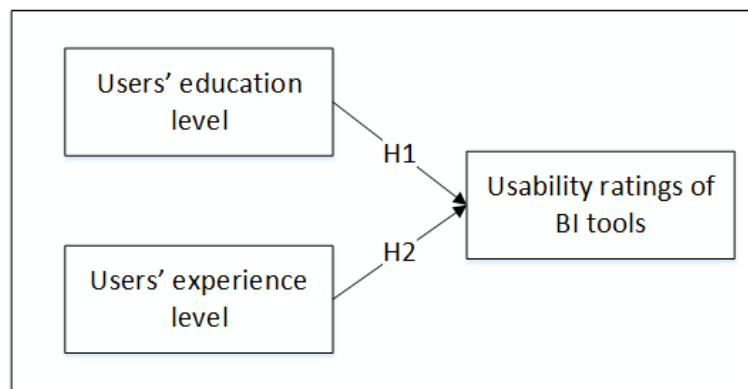 Users’ education
level
H1
Usability ratings of
BI tools
H2
Users’ experience
level